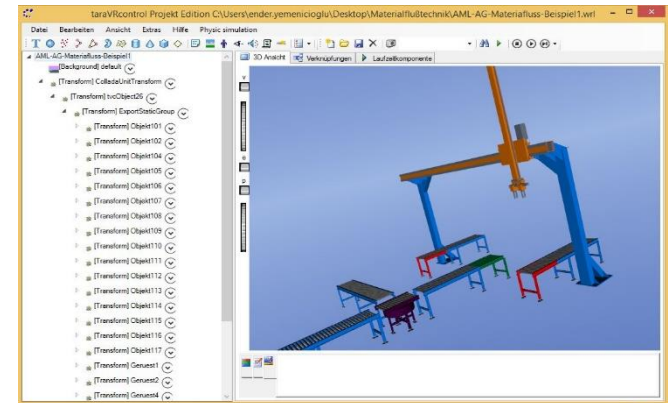 taraVRcontrol Projekt Edition C:\Users\ender.yemenicioglu\Desktop\Materialflußtechnik\AML-AG-Materiafluss-Beispiel1.wrl
Datei Bearbeiten Ansicht Extras Hilfe Physic simulation
AML-AG-Materiafluss-Beispiel1
[Background] default
[Transform] ColladaUnitTransform
[Transform] tvcObject26
[Transform] ExportStaticGroup
[Transform] Objekt101
[Transform] Objekt102
[Transform] Objekt104
[Transform] Objekt105
[Transform] Objekt106
[Transform] Objekt107
[Transform] Objekt108
[Transform] Objekt109
[Transform] Objekt110
[Transform] Objekt111
[Transform] Objekt112
[Transform] Objekt113
[Transform] Objekt114
[Transform] Objekt115
[Transform] Objekt116
[Transform] Objekt117
[Transform] Geruest1
[Transform] Geruest2
[Transform] Geruest4
3D Ansicht Verknüpfungen Laufzeitkomponente